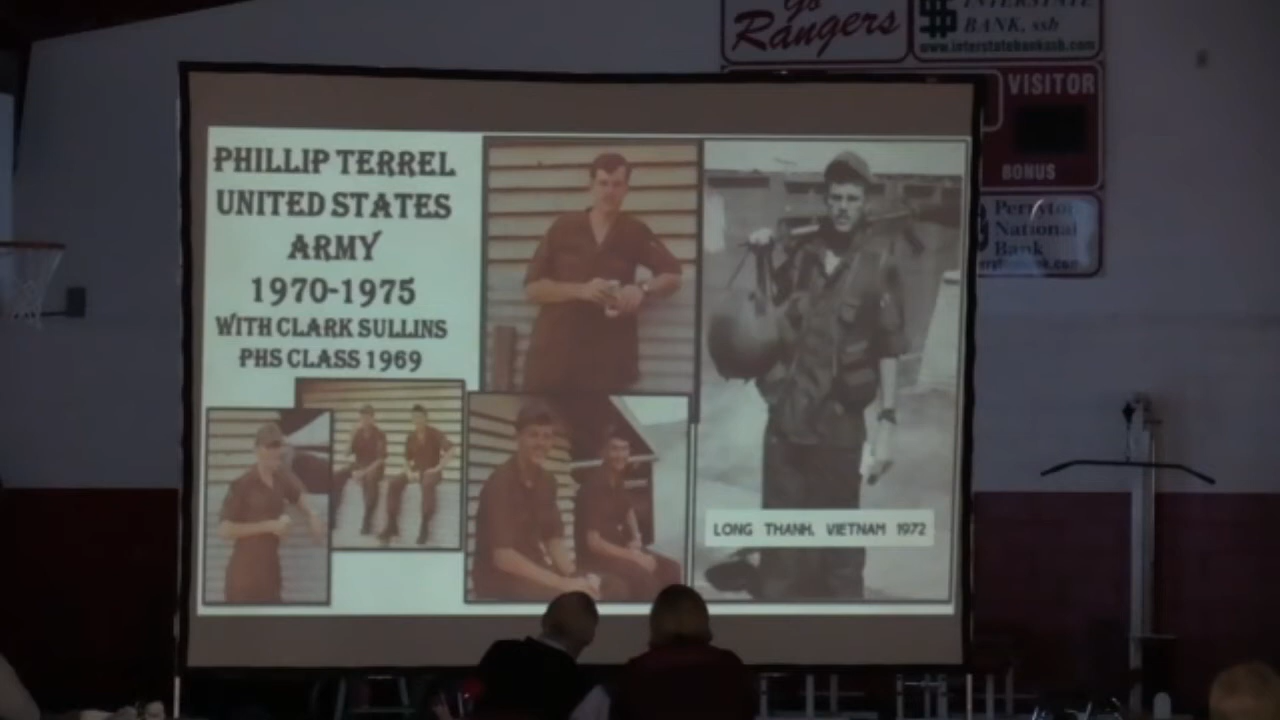 Go
Rangers
INTERSTATE
BANK, ssb
www.interstatebankssb.com
VISITOR
BONUS
Perryton
National
Bank
PHILLIP TERREL
UNITED STATES
ARMY
1970-1975
WITH CLARK SULLINS
PHS CLASS 1969
LONG THANH, VIETNAM 1972